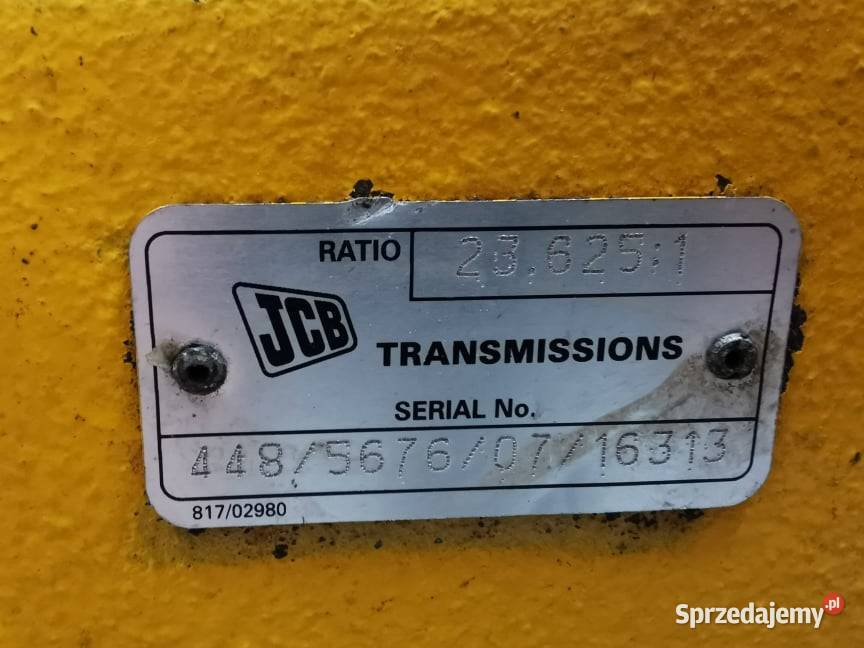 RATIO 23.625:1
JCB TRANSMISSIONS
SERIAL No.
448/5676/07/16313
817/02980
Sprzedajemy.pl